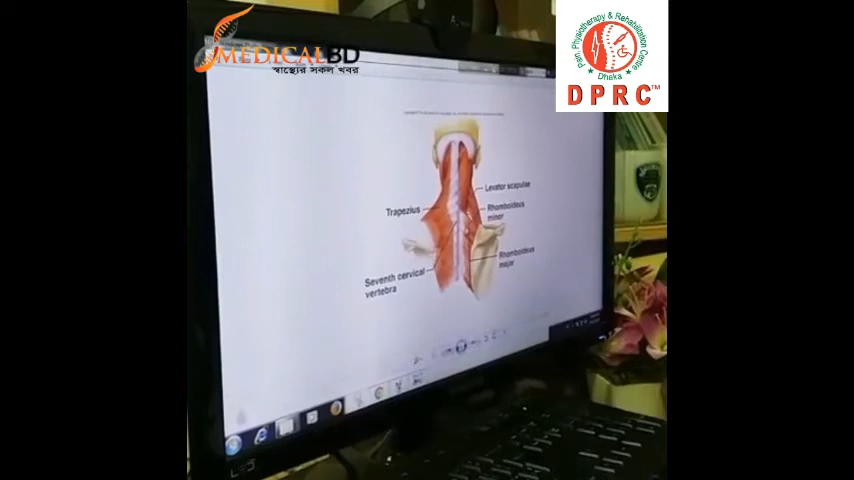 MEDICALBD
স্বাস্থ্যের সকল খবর
Pain, Physiotherapy & Rehabilitation Centre
Dhaka
DPRC™
Levator scapulae
Trapezius
Rhomboideus
minor
Rhomboideus
major
Seventh cervical
vertebra